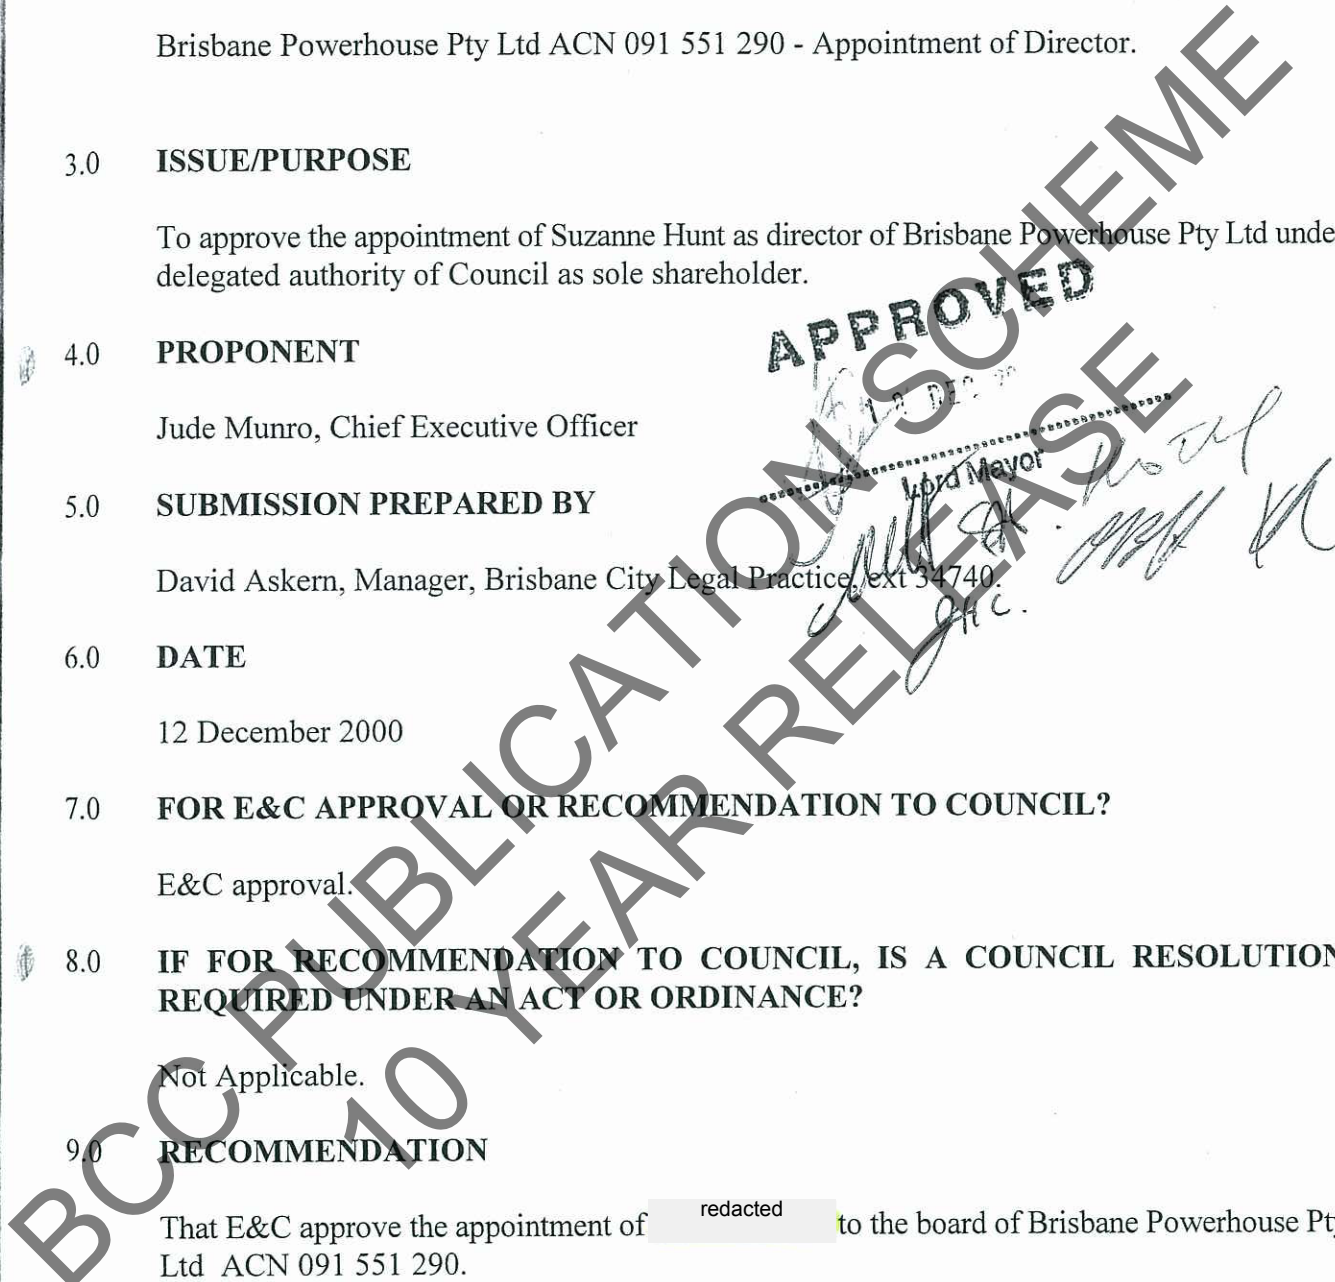 Brisbane Powerhouse Pty Ltd ACN 091 551 290 - Appointment of Director.
3.0 ISSUE/PURPOSE
To approve the appointment of Suzanne Hunt as director of Brisbane Powerhouse Pty Ltd unde
delegated authority of Council as sole shareholder.
APPROVED
DEC
Lord Mayor
4.0 PROPONENT
Jude Munro, Chief Executive Officer
5.0 SUBMISSION PREPARED BY
David Askern, Manager, Brisbane City Legal Practice, ext 34740.
6.0 DATE
12 December 2000
7.0 FOR E&C APPROVAL OR RECOMMENDATION TO COUNCIL?
E&C approval.
8.0 IF FOR RECOMMENDATION TO COUNCIL, IS A COUNCIL RESOLUTION
REQUIRED UNDER AN ACT OR ORDINANCE?
Not Applicable.
9.0 RECOMMENDATION
That E&C approve the appointment of redacted to the board of Brisbane Powerhouse Pty
Ltd ACN 091 551 290.
BCC PUBLICATION SCHEME
10 YEAR RELEASE